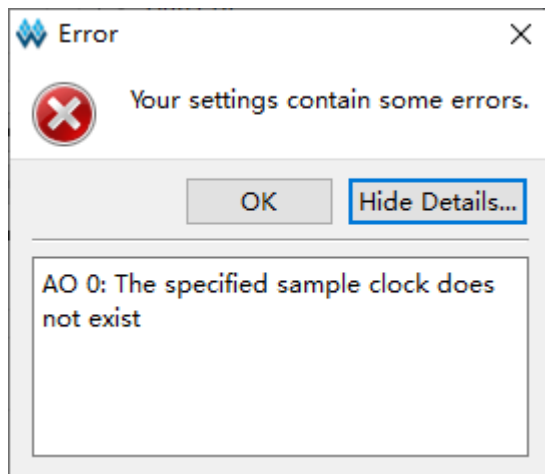 Error
Your settings contain some errors.
OK
Hide Details...
AO 0: The specified sample clock does
not exist